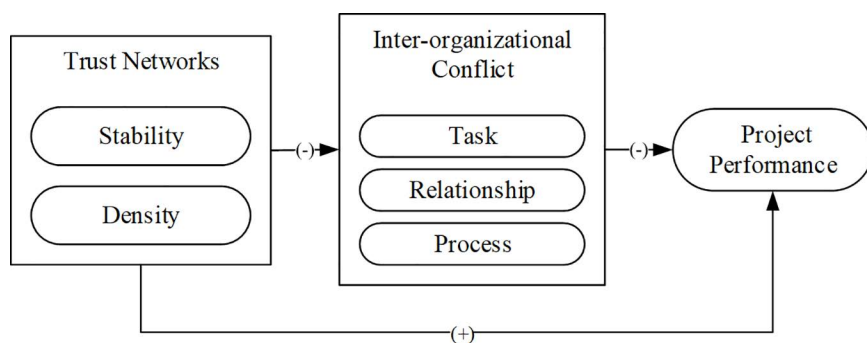 Trust Networks
Stability
Density
(-)
Inter-organizational
Conflict
Task
Relationship
Process
(-)
Project
Performance
(+)